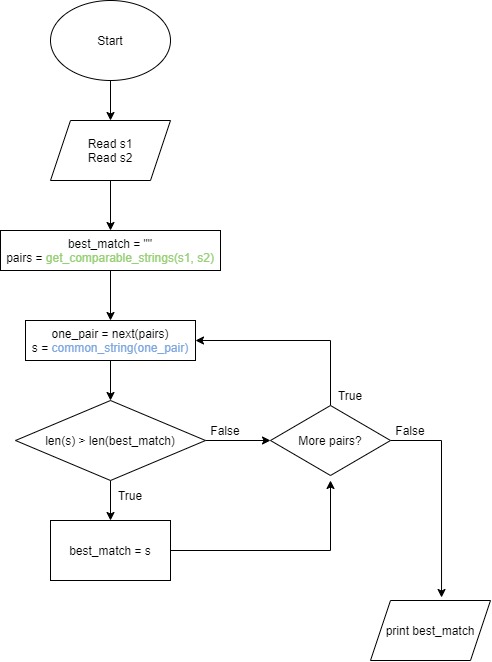 Start
Read s1
Read s2
best_match = ""
pairs = get_comparable_strings(s1, s2)
one_pair = next(pairs)
s = common_string(one_pair)
True
len(s) > len(best_match)
False
More pairs?
False
True
best_match = s
print best_match